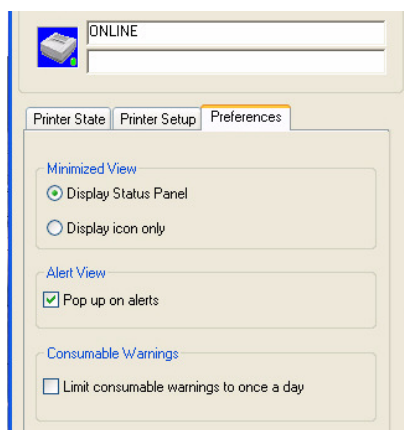 ONLINE
Printer State Printer Setup Preferences
Minimized View
Display Status Panel
Display icon only
Alert View
Pop up on alerts
Consumable Warnings
Limit consumable warnings to once a day